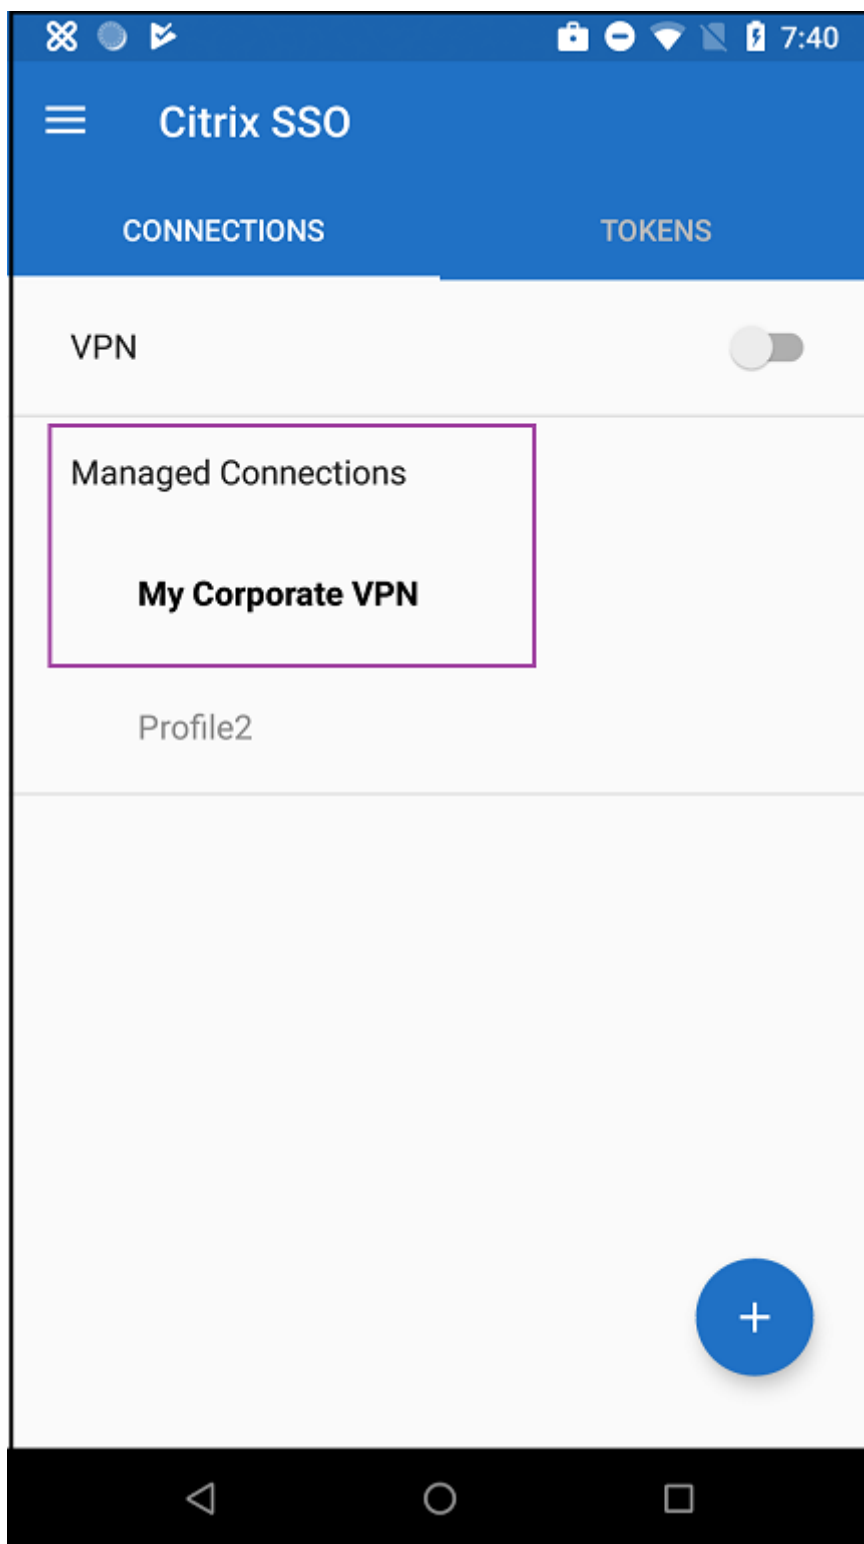 7:40
Citrix SSO
CONNECTIONS TOKENS
VPN
Managed Connections
My Corporate VPN
Profile2